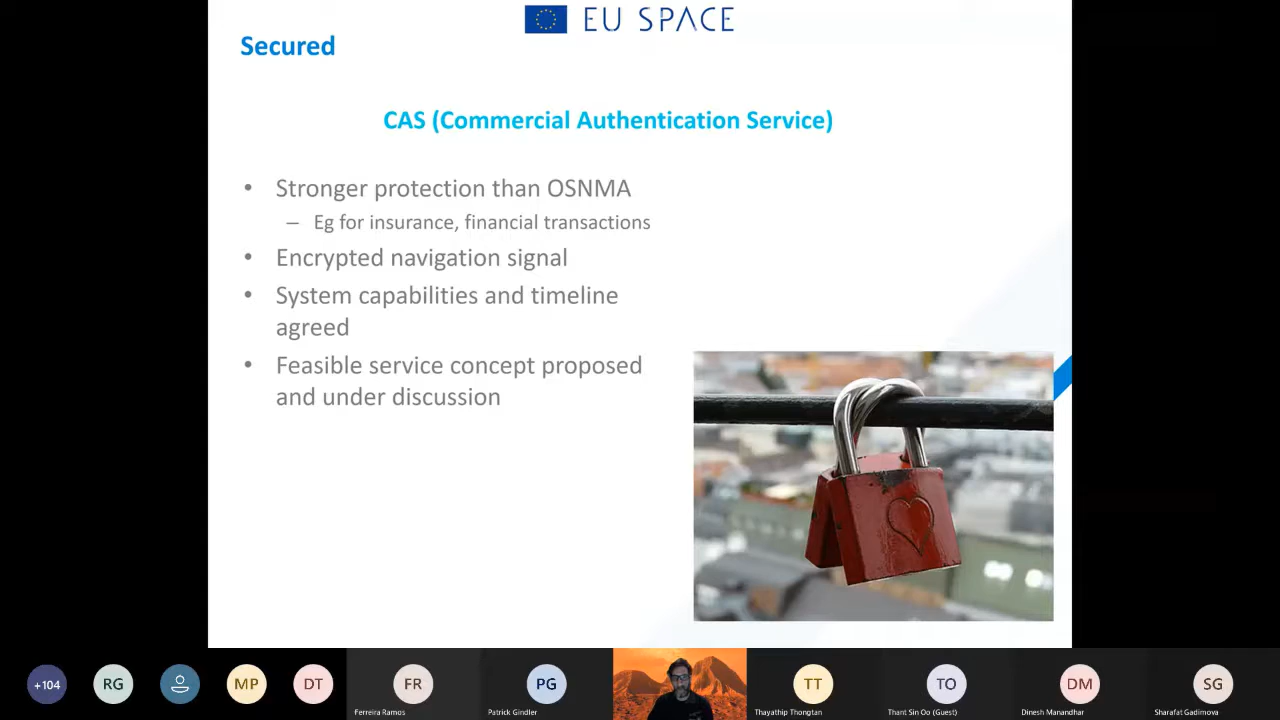 EU SPACE
Secured
CAS (Commercial Authentication Service)
• Stronger protection than OSNMA
– Eg for insurance, financial transactions
• Encrypted navigation signal
• System capabilities and timeline
agreed
• Feasible service concept proposed
and under discussion
+104
RG
MP
DT
FR
Ferreira Ramos
PG
Patrick Gindler
TT
Thayathip Thongtan
TO
Thant Sin Oo (Guest)
DM
Dinesh Manandhar
SG
Sharafat Gadimova